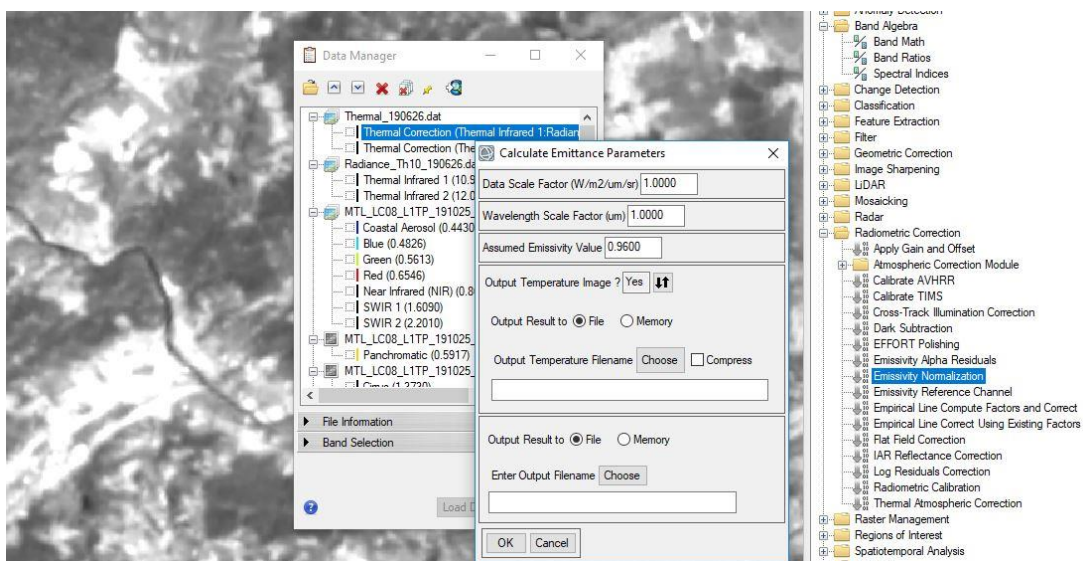 Data Manager
Thermal_190626.dat
Thermal Correction (Thermal Infrared 1:Radian
Thermal Correction (The
Radiance_Th10_190626.da
Thermal Infrared 1 (10.9
Thermal Infrared 2 (12.0
MTL_LC08_L1TP_191025_
Coastal Aerosol (0.4430
Blue (0.4826)
Green (0.5613)
Red (0.6546)
Near Infrared (NIR) (0.8
SWIR 1 (1.6090)
SWIR 2 (2.2010)
MTL_LC08_L1TP_191025_
Panchromatic (0.5917)
MTL_LC08_L1TP_191025_
File Information
Band Selection
Load D
Calculate Emittance Parameters
Data Scale Factor (W/m2/um/sr) 1.0000
Wavelength Scale Factor (um) 1.0000
Assumed Emissivity Value 0.9600
Output Temperature Image ? Yes
Output Result to File Memory
Output Temperature Filename Choose Compress
Output Result to File Memory
Enter Output Filename Choose
OK Cancel
Anomaly Detection
Band Algebra
Band Math
Band Ratios
Spectral Indices
Change Detection
Classification
Feature Extraction
Filter
Geometric Correction
Image Sharpening
LiDAR
Mosaicking
Radar
Radiometric Correction
Apply Gain and Offset
Atmospheric Correction Module
Calibrate AVHRR
Calibrate TIMS
Cross-Track Illumination Correction
Dark Subtraction
EFFORT Polishing
Emissivity Alpha Residuals
Emissivity Normalization
Emissivity Reference Channel
Empirical Line Compute Factors and Correct
Empirical Line Correct Using Existing Factors
Flat Field Correction
IAR Reflectance Correction
Log Residuals Correction
Radiometric Calibration
Thermal Atmospheric Correction
Raster Management
Regions of Interest
Spatiotemporal Analysis